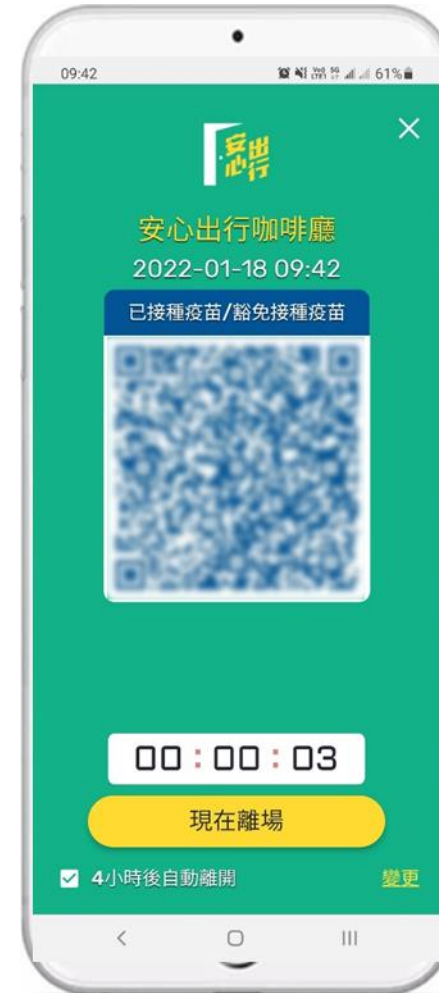 09:42
5G
61%
安心出行
安心出行咖啡廳
2022-01-18 09:42
已接種疫苗/豁免接種疫苗
00:00:03
現在離場
4小時後自動離開
變更